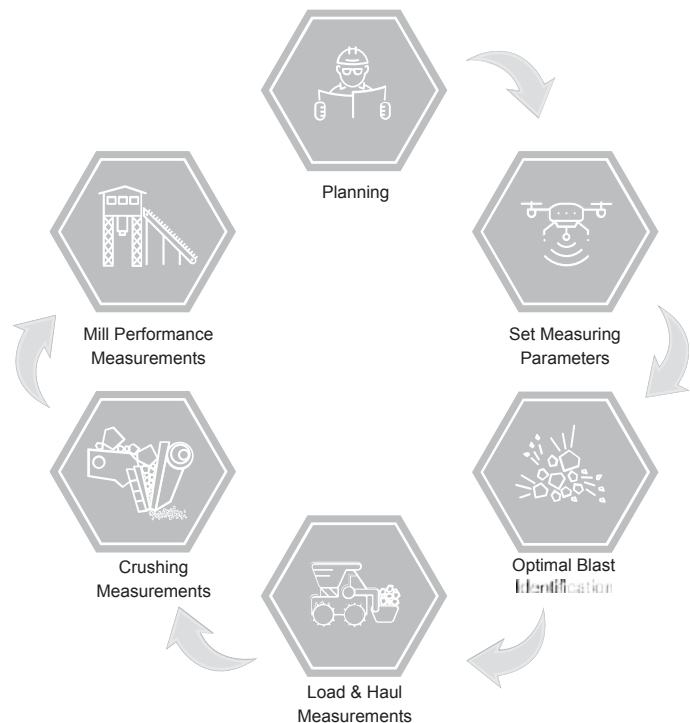 Planning
Set Measuring
Parameters
Optimal Blast
Identification
Load & Haul
Measurements
Crushing
Measurements
Mill Performance
Measurements